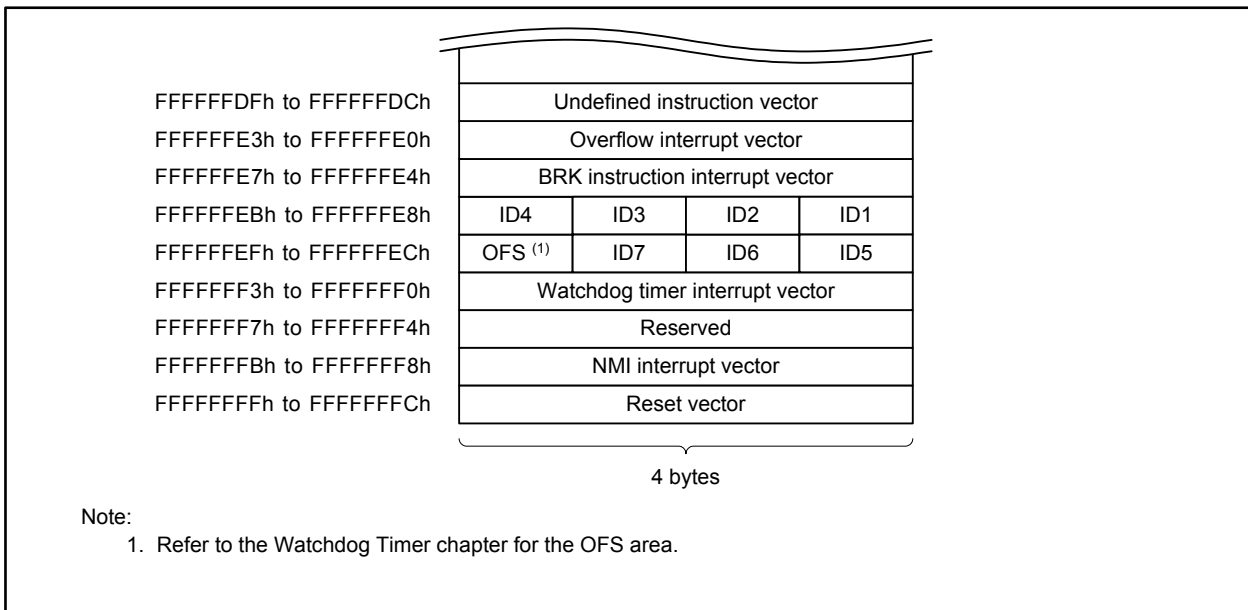 FFFFFFDFh to FFFFFFDCh Undefined instruction vector
FFFFFFE3h to FFFFFFE0h Overflow interrupt vector
FFFFFFE7h to FFFFFFE4h BRK instruction interrupt vector
FFFFFFEBh to FFFFFFE8h ID4 ID3 ID2 ID1
FFFFFFEFh to FFFFFFECh OFS (1) ID7 ID6 ID5
FFFFFFF3h to FFFFFFF0h Watchdog timer interrupt vector
FFFFFFF7h to FFFFFFF4h Reserved
FFFFFFFBh to FFFFFFF8h NMI interrupt vector
FFFFFFFFh to FFFFFFFCh Reset vector
4 bytes
Note:
1. Refer to the Watchdog Timer chapter for the OFS area.